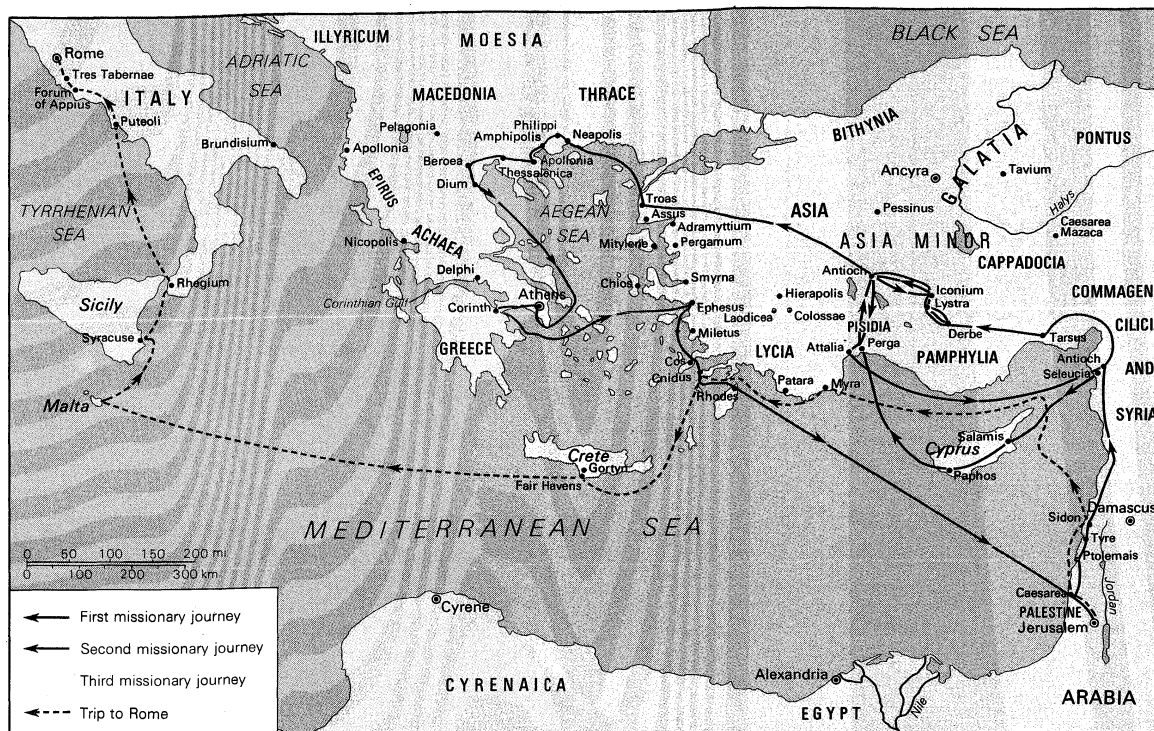 ILLYRICUM
MOESIA
BLACK SEA
Rome
ADRIATIC
SEA
Tres Tabernae
Forum
of Appius
ITALY
Puteoli
Brundisium
MACEDONIA
THRACE
Pelagonia
Philippi
Amphipolis
Neapolis
Apollonia
Beroea
Apollonia
Thessalenica
Dium
EPIRUS
BITHYNIA
GALATIA
PONTUS
Ancyra
Tavium
Halys
Troas
Assus
AEGEAN
SEA
Adramyttium
ASIA
Pessinus
Caesarea
Mazaca
TYRRHENIAN
SEA
Nicopolis
ACHAEA
Mitylene
Pergamum
ASIA MINOR
CAPPADOCIA
Delphi
Antioch
Rhegium
Sicily
Corinthian Gulf
Corinth
Athens
Chios
Smyrna
Hierapolis
Iconium
Lystra
COMMAGEN
Ephesus
Laodicea
Colossae
Syracuse
GREECE
Miletus
PISIDIA
Derbe
Tarsus
CILICI
LYCIA
Attalia
Perga
PAMPHYLIA
Antioch
Seleucia
AND
Cos
Cnidus
Patara
Myra
Rhodes
Malta
SYRIA
Crete
Gortyn
Fair Havens
Salamis
Cyprus
Paphos
MEDITERRANEAN SEA
Sidon
Damascus
Tyre
Ptolemais
0 50 100 150 200 mi
0 100 200 300 km
Caesarea
PALESTINE
Jordan
Jerusalem
Cyrene
First missionary journey
Second missionary journey
Third missionary journey
Trip to Rome
CYRENAICA
Alexandria
EGYPT
Nile
ARABIA